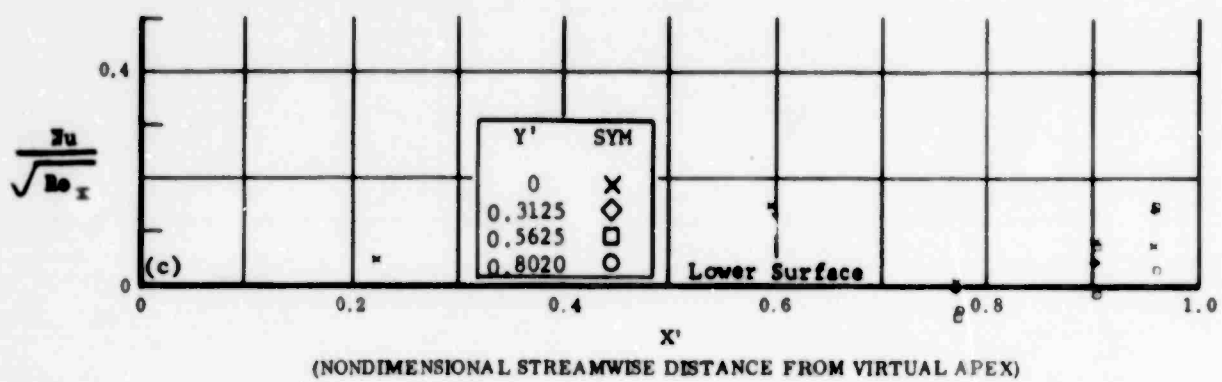 0.4
Nu
√Re x
Y' SYM
0 ×
0.3125 ◇
0.5625 □
0.8020 ○
(c)
Lower Surface
0
0 0.2 0.4 0.6 0.8 1.0
X'
(NONDIMENSIONAL STREAMWISE DISTANCE FROM VIRTUAL APEX)